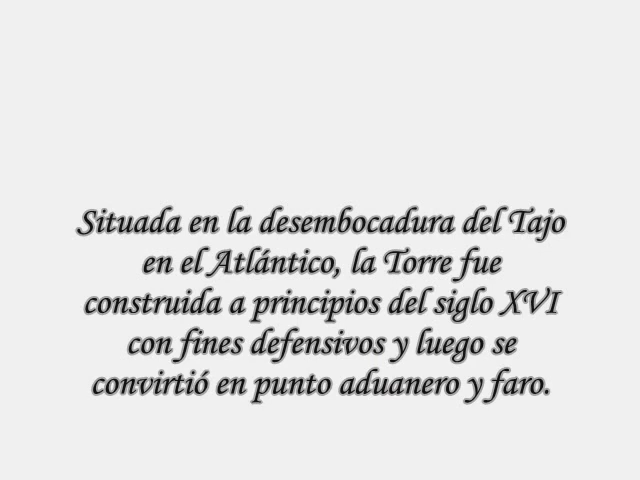 Situada en la desembocadura del Tajo
en el Atlántico, la Torre fue
construida a principios del siglo XVI
con fines defensivos y luego se
convirtió en punto aduanero y faro.